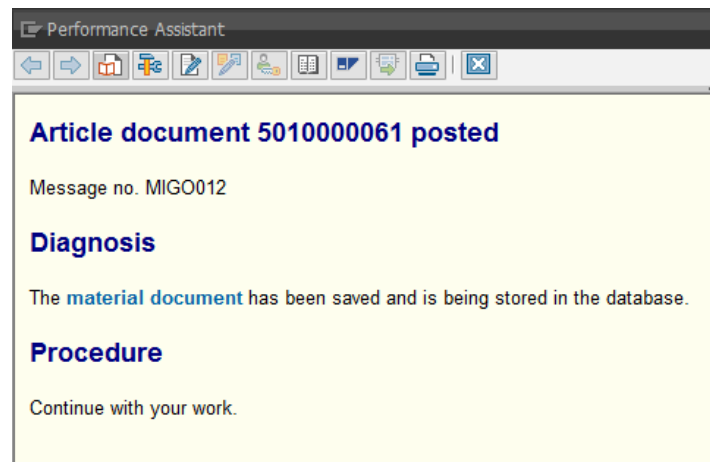 Performance Assistant
Article document 5010000061 posted
Message no. MIGO012
Diagnosis
The material document has been saved and is being stored in the database.
Procedure
Continue with your work.